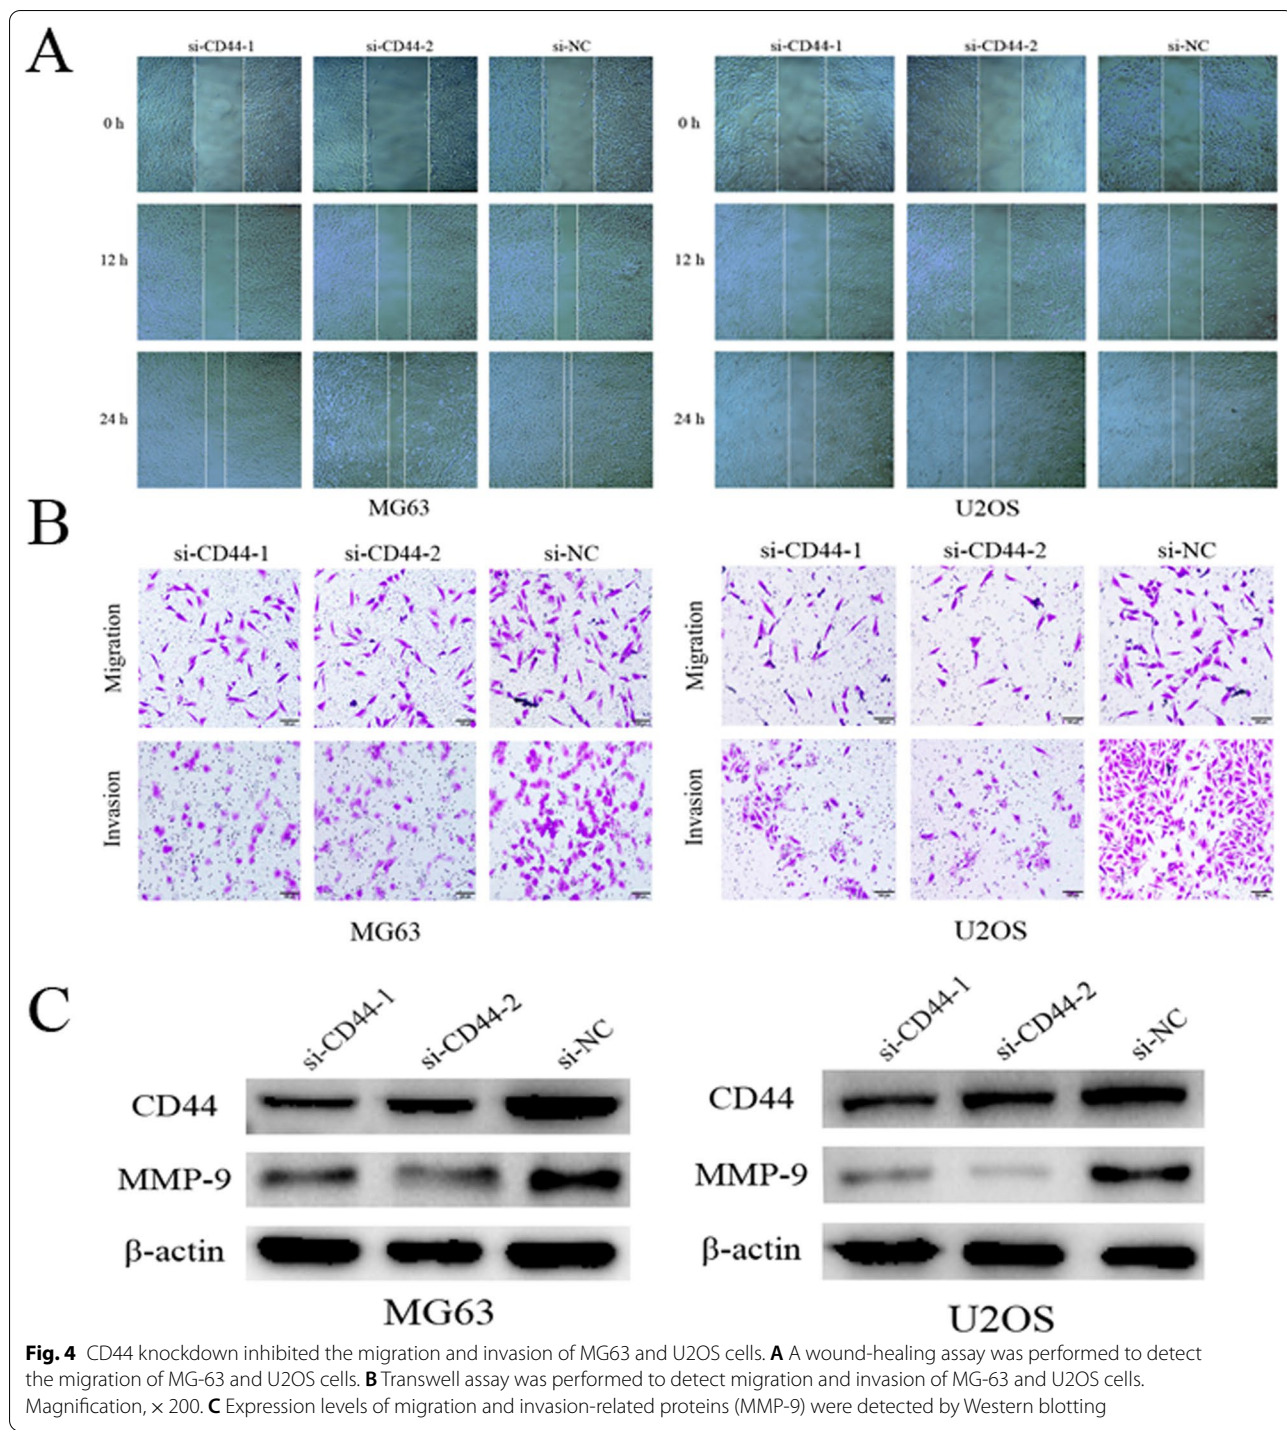 A
si-CD44-1 si-CD44-2 si-NC si-CD44-1 si-CD44-2 si-NC
0 h 0 h
12 h 12 h
24 h 24 h
MG63 U2OS
B
si-CD44-1 si-CD44-2 si-NC si-CD44-1 si-CD44-2 si-NC
Migration Migration
Invasion Invasion
MG63 U2OS
C
si-CD44-1 si-CD44-2 si-NC si-CD44-1 si-CD44-2 si-NC
CD44 CD44
MMP-9 MMP-9
β-actin β-actin
MG63 U2OS
Fig. 4 CD44 knockdown inhibited the migration and invasion of MG63 and U2OS cells. A A wound-healing assay was performed to detect
the migration of MG-63 and U2OS cells. B Transwell assay was performed to detect migration and invasion of MG-63 and U2OS cells.
Magnification, × 200. C Expression levels of migration and invasion-related proteins (MMP-9) were detected by Western blotting